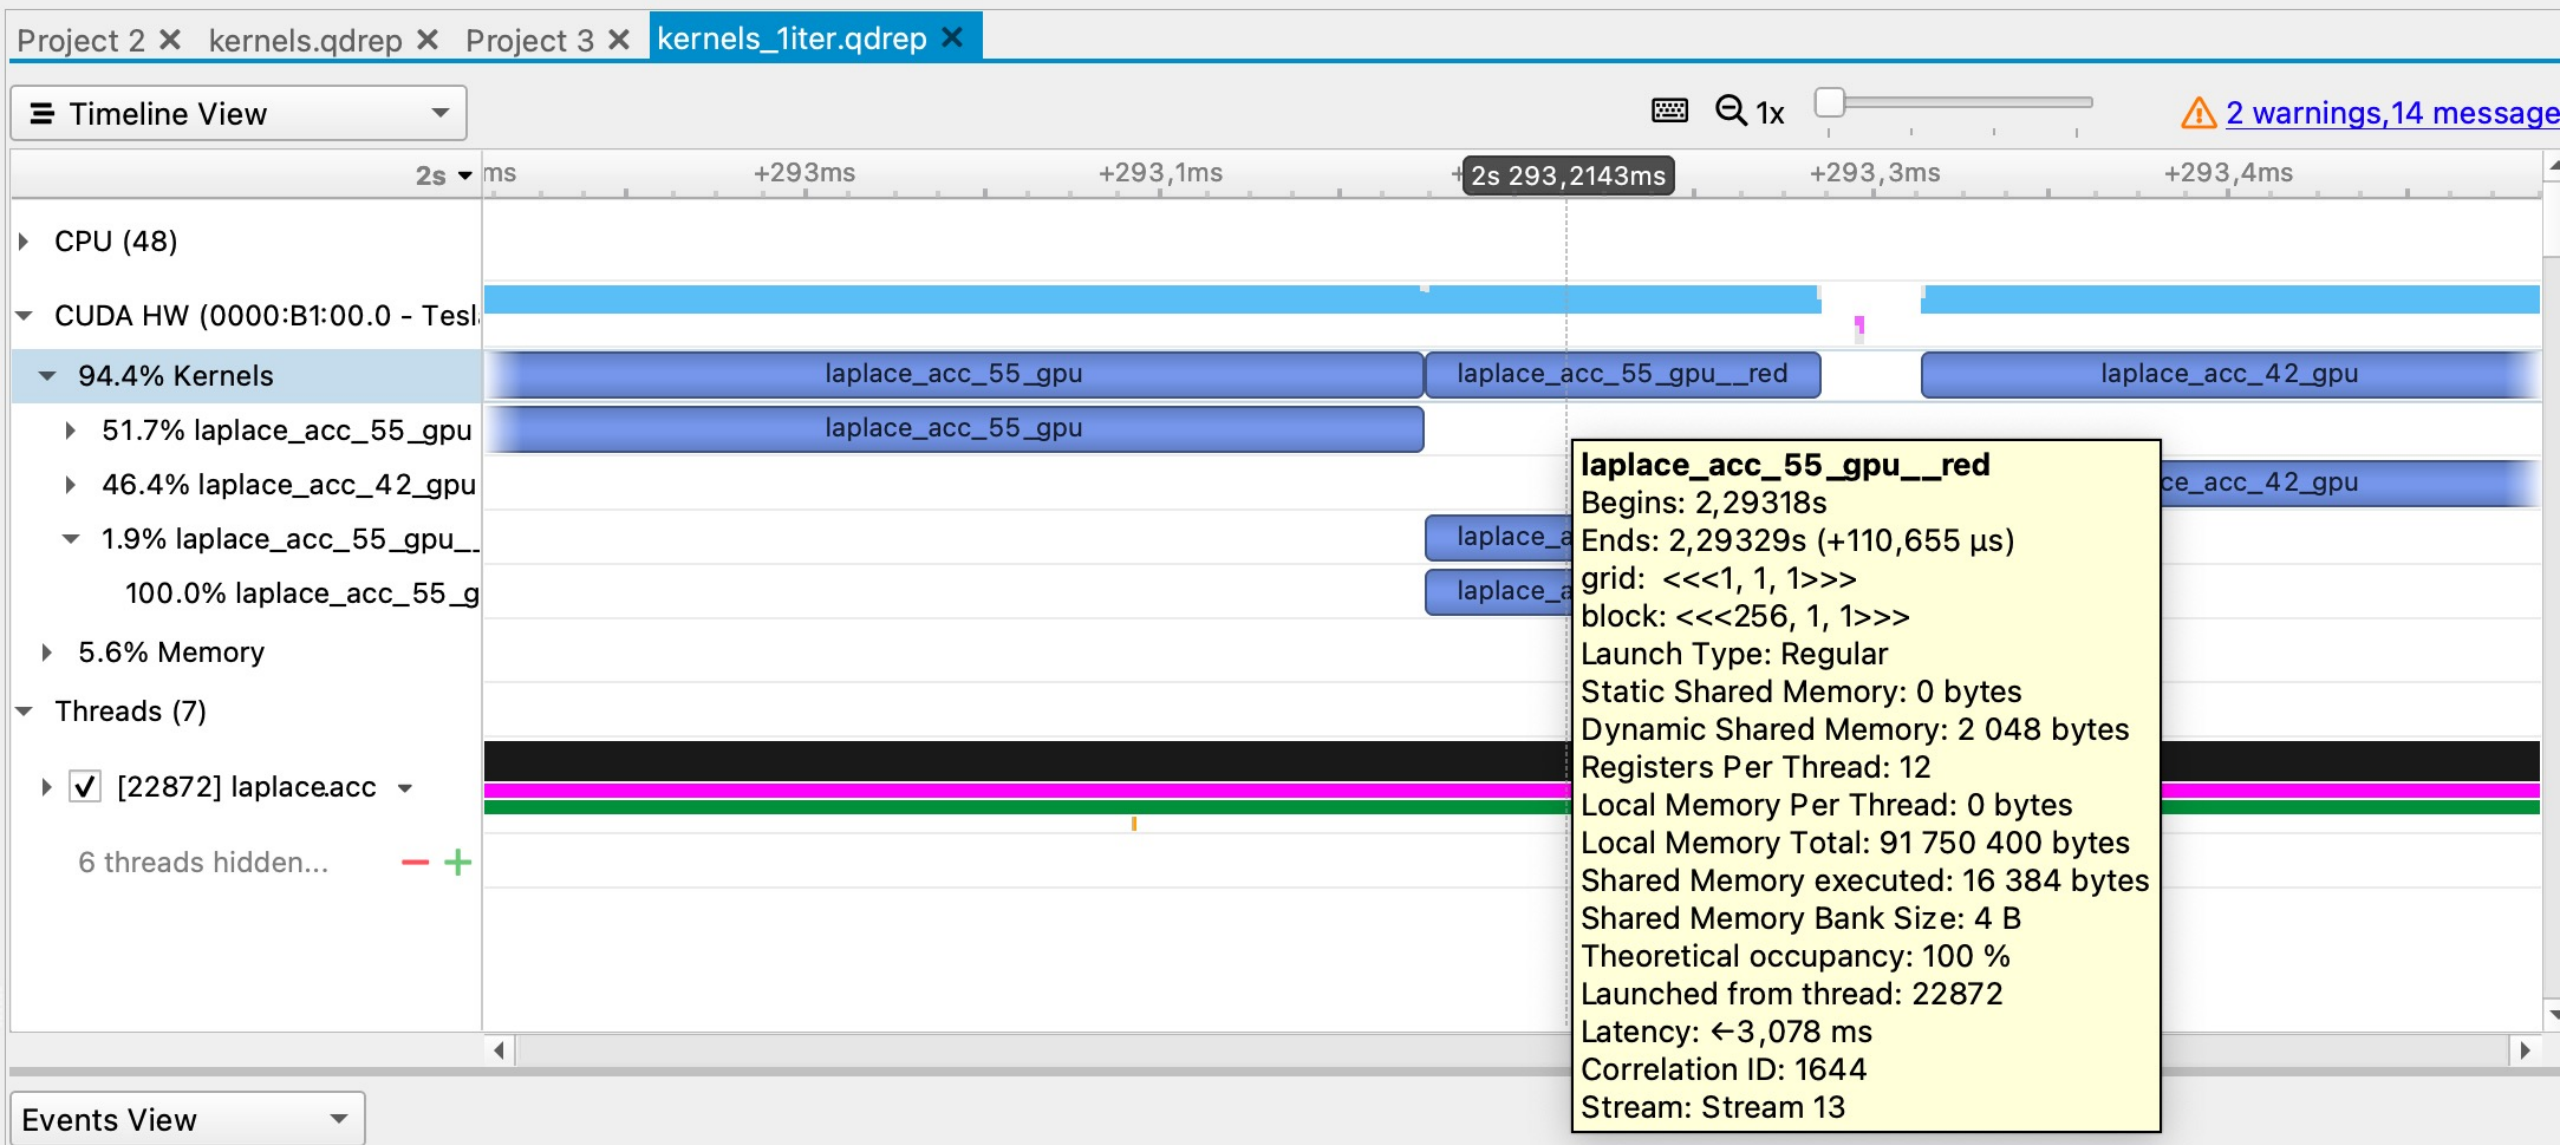 Project 2 kernels.qdrep Project 3 kernels_1iter.qdrep
Timeline View 1x 2 warnings,14 message
2s ms +293ms +293,1ms + 2s 293,2143ms +293,3ms +293,4ms
CPU (48)
CUDA HW (0000:B1:00.0 - Tesl
94.4% Kernels laplace_acc_55_gpu laplace_acc_55_gpu__red laplace_acc_42_gpu
51.7% laplace_acc_55_gpu laplace_acc_55_gpu
46.4% laplace_acc_42_gpu ce_acc_42_gpu
1.9% laplace_acc_55_gpu__ laplace_a
100.0% laplace_acc_55_g laplace_a
5.6% Memory
Threads (7)
[22872] laplace.acc
6 threads hidden...
laplace_acc_55_gpu__red
Begins: 2,29318s
Ends: 2,29329s (+110,655 μs)
grid: <<<1, 1, 1>>>
block: <<<256, 1, 1>>>
Launch Type: Regular
Static Shared Memory: 0 bytes
Dynamic Shared Memory: 2 048 bytes
Registers Per Thread: 12
Local Memory Per Thread: 0 bytes
Local Memory Total: 91 750 400 bytes
Shared Memory executed: 16 384 bytes
Shared Memory Bank Size: 4 B
Theoretical occupancy: 100 %
Launched from thread: 22872
Latency: ←3,078 ms
Correlation ID: 1644
Stream: Stream 13
Events View